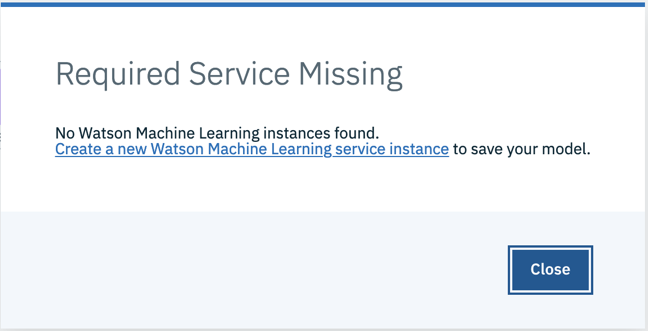 Required Service Missing
No Watson Machine Learning instances found.
Create a new Watson Machine Learning service instance to save your model.
Close